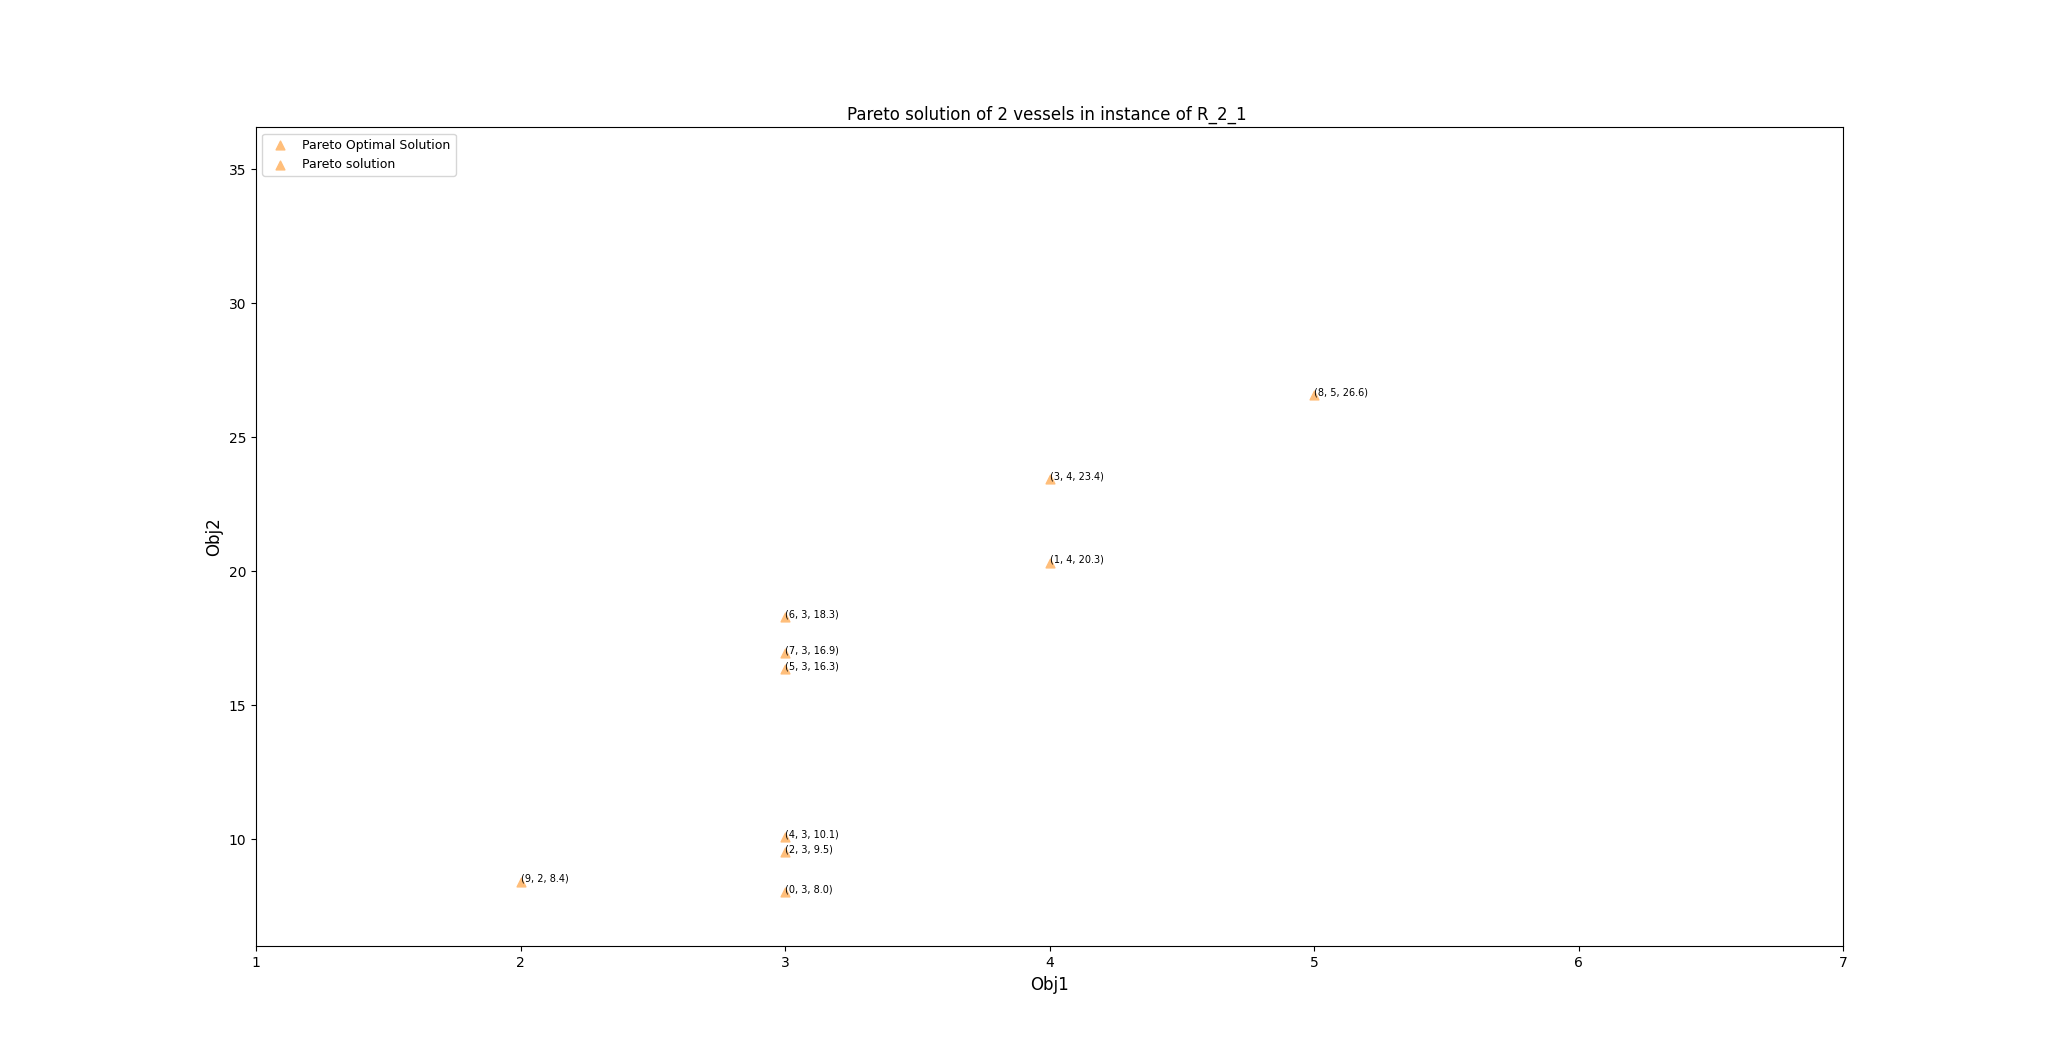 Pareto solution of 2 vessels in instance of R_2_1
Pareto Optimal Solution
Pareto solution
35
30
25
20
15
10
Obj2
(8, 5, 26.6)
(3, 4, 23.4)
(1, 4, 20.3)
(6, 3, 18.3)
(7, 3, 16.9)
(5, 3, 16.3)
(4, 3, 10.1)
(2, 3, 9.5)
(9, 2, 8.4)
(0, 3, 8.0)
1 2 3 4 5 6 7
Obj1